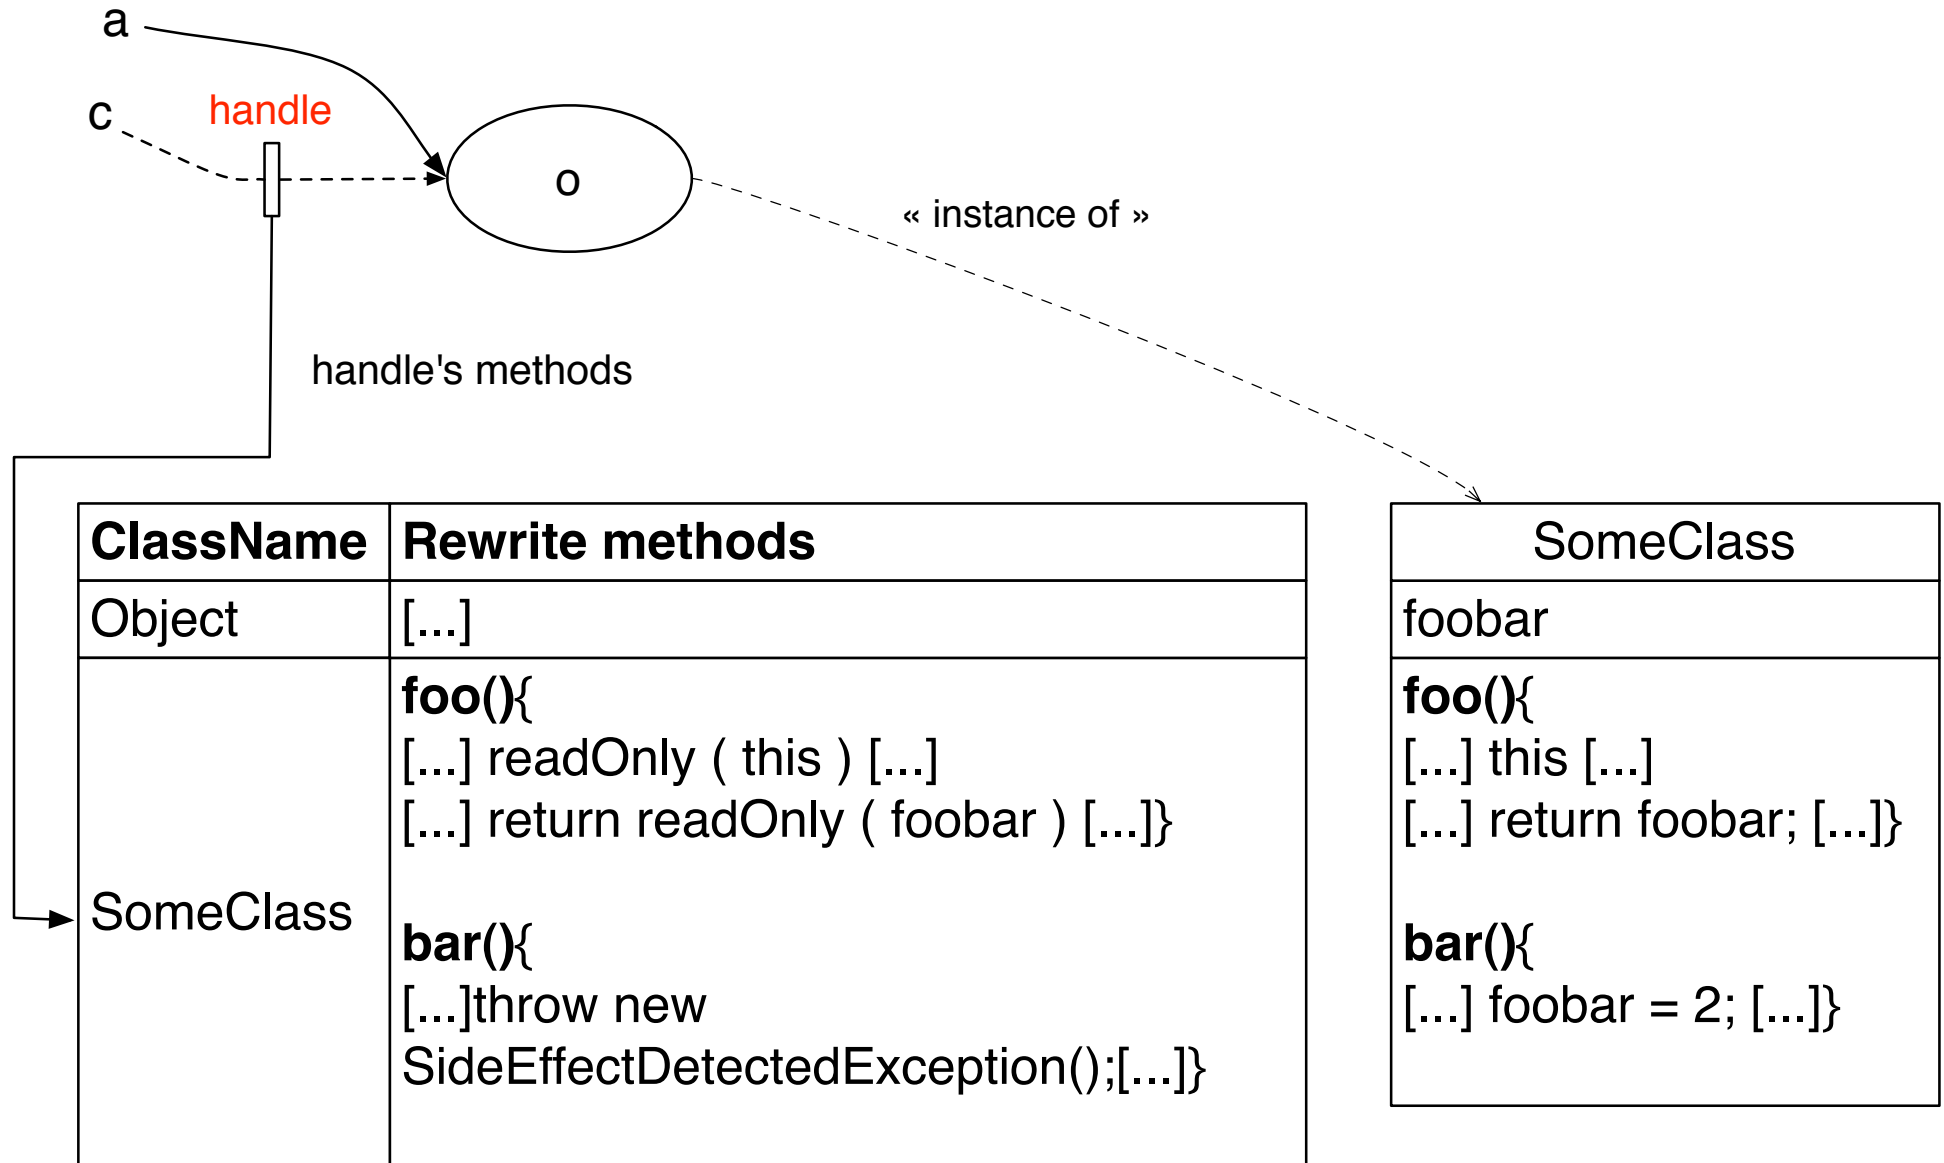 a
c
handle
o
« instance of »
handle's methods
ClassName
Rewrite methods
Object
[...]
SomeClass
foo(){
[...] readOnly ( this ) [...]
[...] return readOnly ( foobar ) [...]}
bar(){
[...]throw new
SideEffectDetectedException();[...]}
SomeClass
foobar
foo(){
[...] this [...]
[...] return foobar; [...]}
bar(){
[...] foobar = 2; [...]}